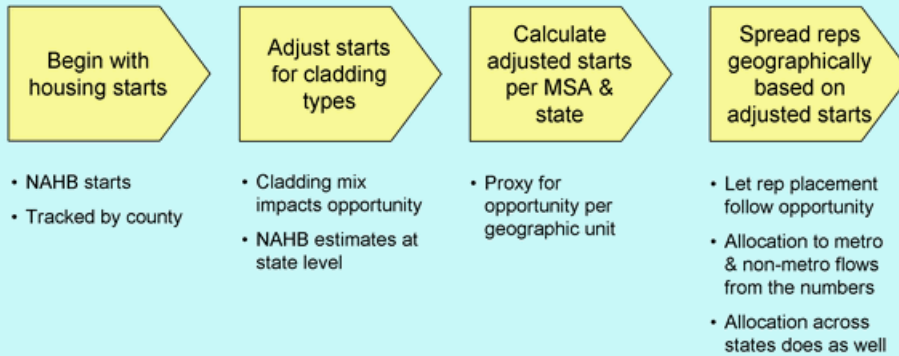 Begin with
housing starts
Adjust starts
for cladding
types
Calculate
adjusted starts
per MSA &
state
Spread reps
geographically
based on
adjusted starts
• NAHB starts
• Tracked by county
• Cladding mix
impacts opportunity
• NAHB estimates at
state level
• Proxy for
opportunity per
geographic unit
• Let rep placement
follow opportunity
• Allocation to metro
& non-metro flows
from the numbers
• Allocation across
states does as well